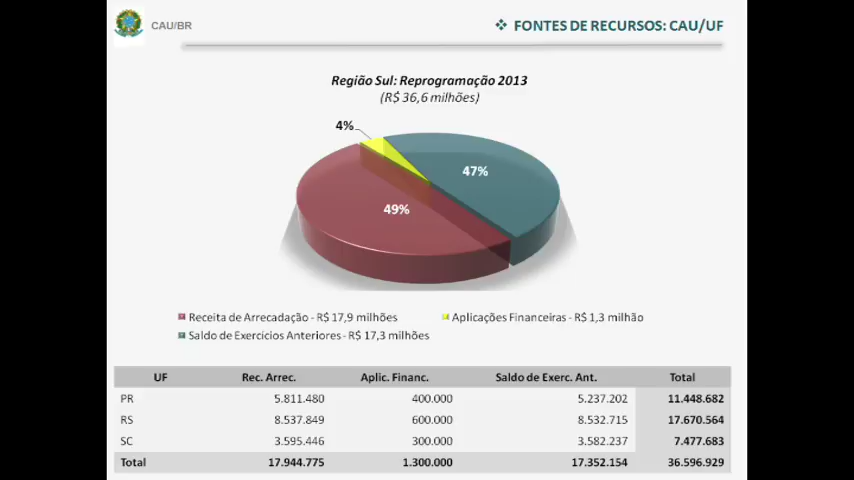 CAU/BR
❖ FONTES DE RECURSOS: CAU/UF
Região Sul: Reprogramação 2013
(R$ 36,6 milhões)
4%
47%
49%
Receita de Arrecadação - R$ 17,9 milhões
Aplicações Financeiras - R$ 1,3 milhão
Saldo de Exercícios Anteriores - R$ 17,3 milhões
UF Rec. Arrec. Aplic. Financ. Saldo de Exerc. Ant. Total
PR 5.811.480 400.000 5.237.202 11.448.682
RS 8.537.849 600.000 8.532.715 17.670.564
SC 3.595.446 300.000 3.582.237 7.477.683
Total 17.944.775 1.300.000 17.352.154 36.596.929